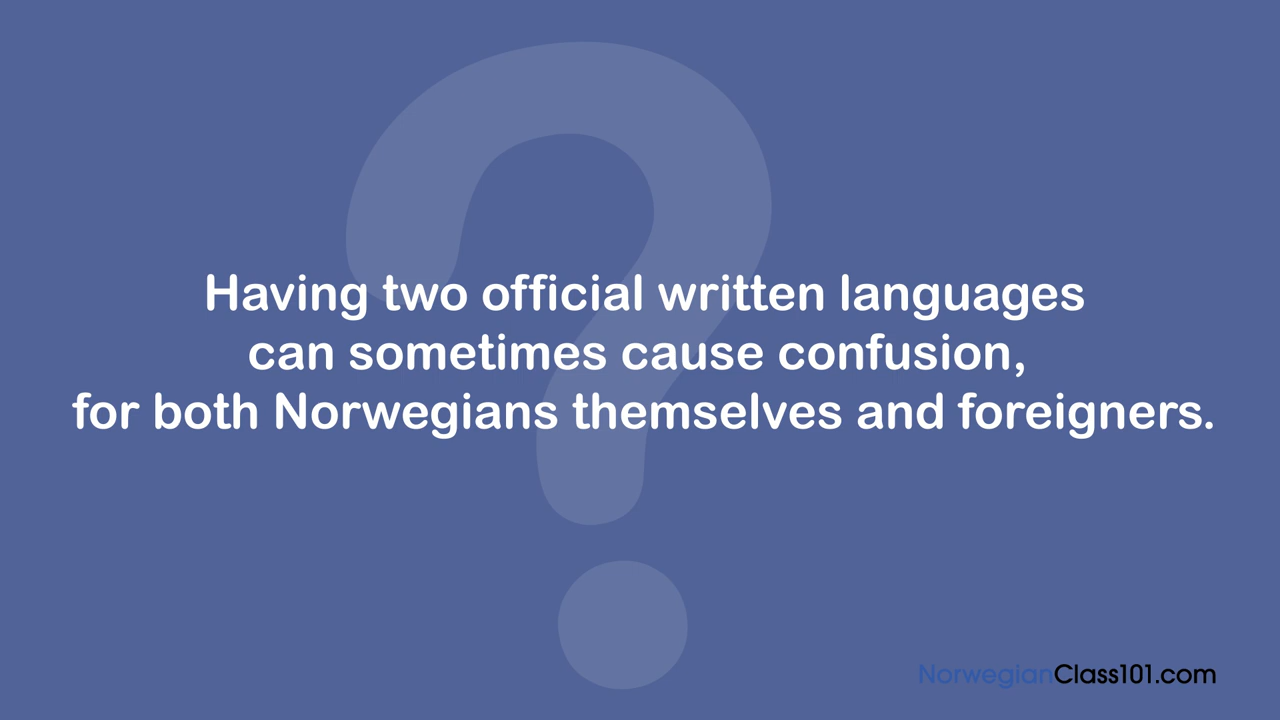 Having two official written languages
can sometimes cause confusion,
for both Norwegians themselves and foreigners.
NorwegianClass101.com